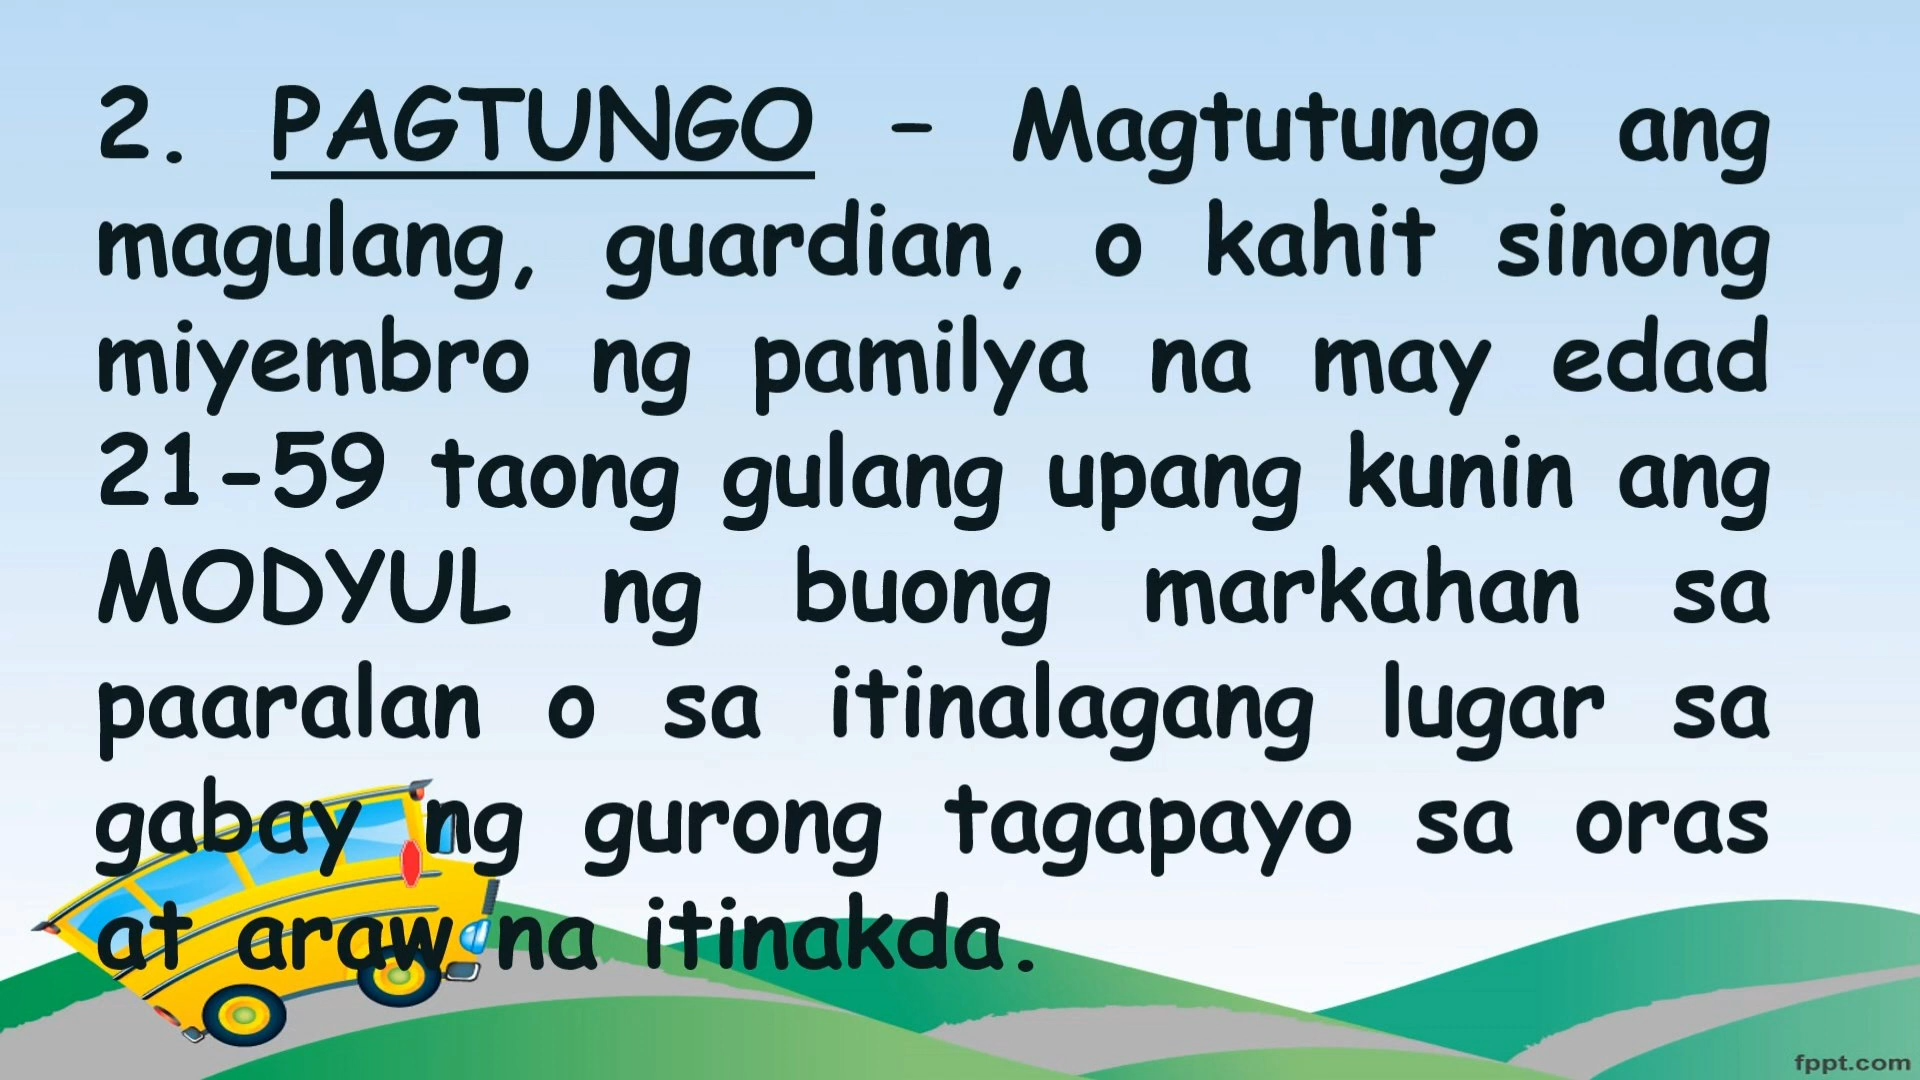 2. PAGTUNGO – Magtutungo ang
magulang, guardian, o kahit sinong
miyembro ng pamilya na may edad
21-59 taong gulang upang kunin ang
MODYUL ng buong markahan sa
paaralan o sa itinalagang lugar sa
gabay ng gurong tagapayo sa oras
at araw na itinakda.
fppt.com